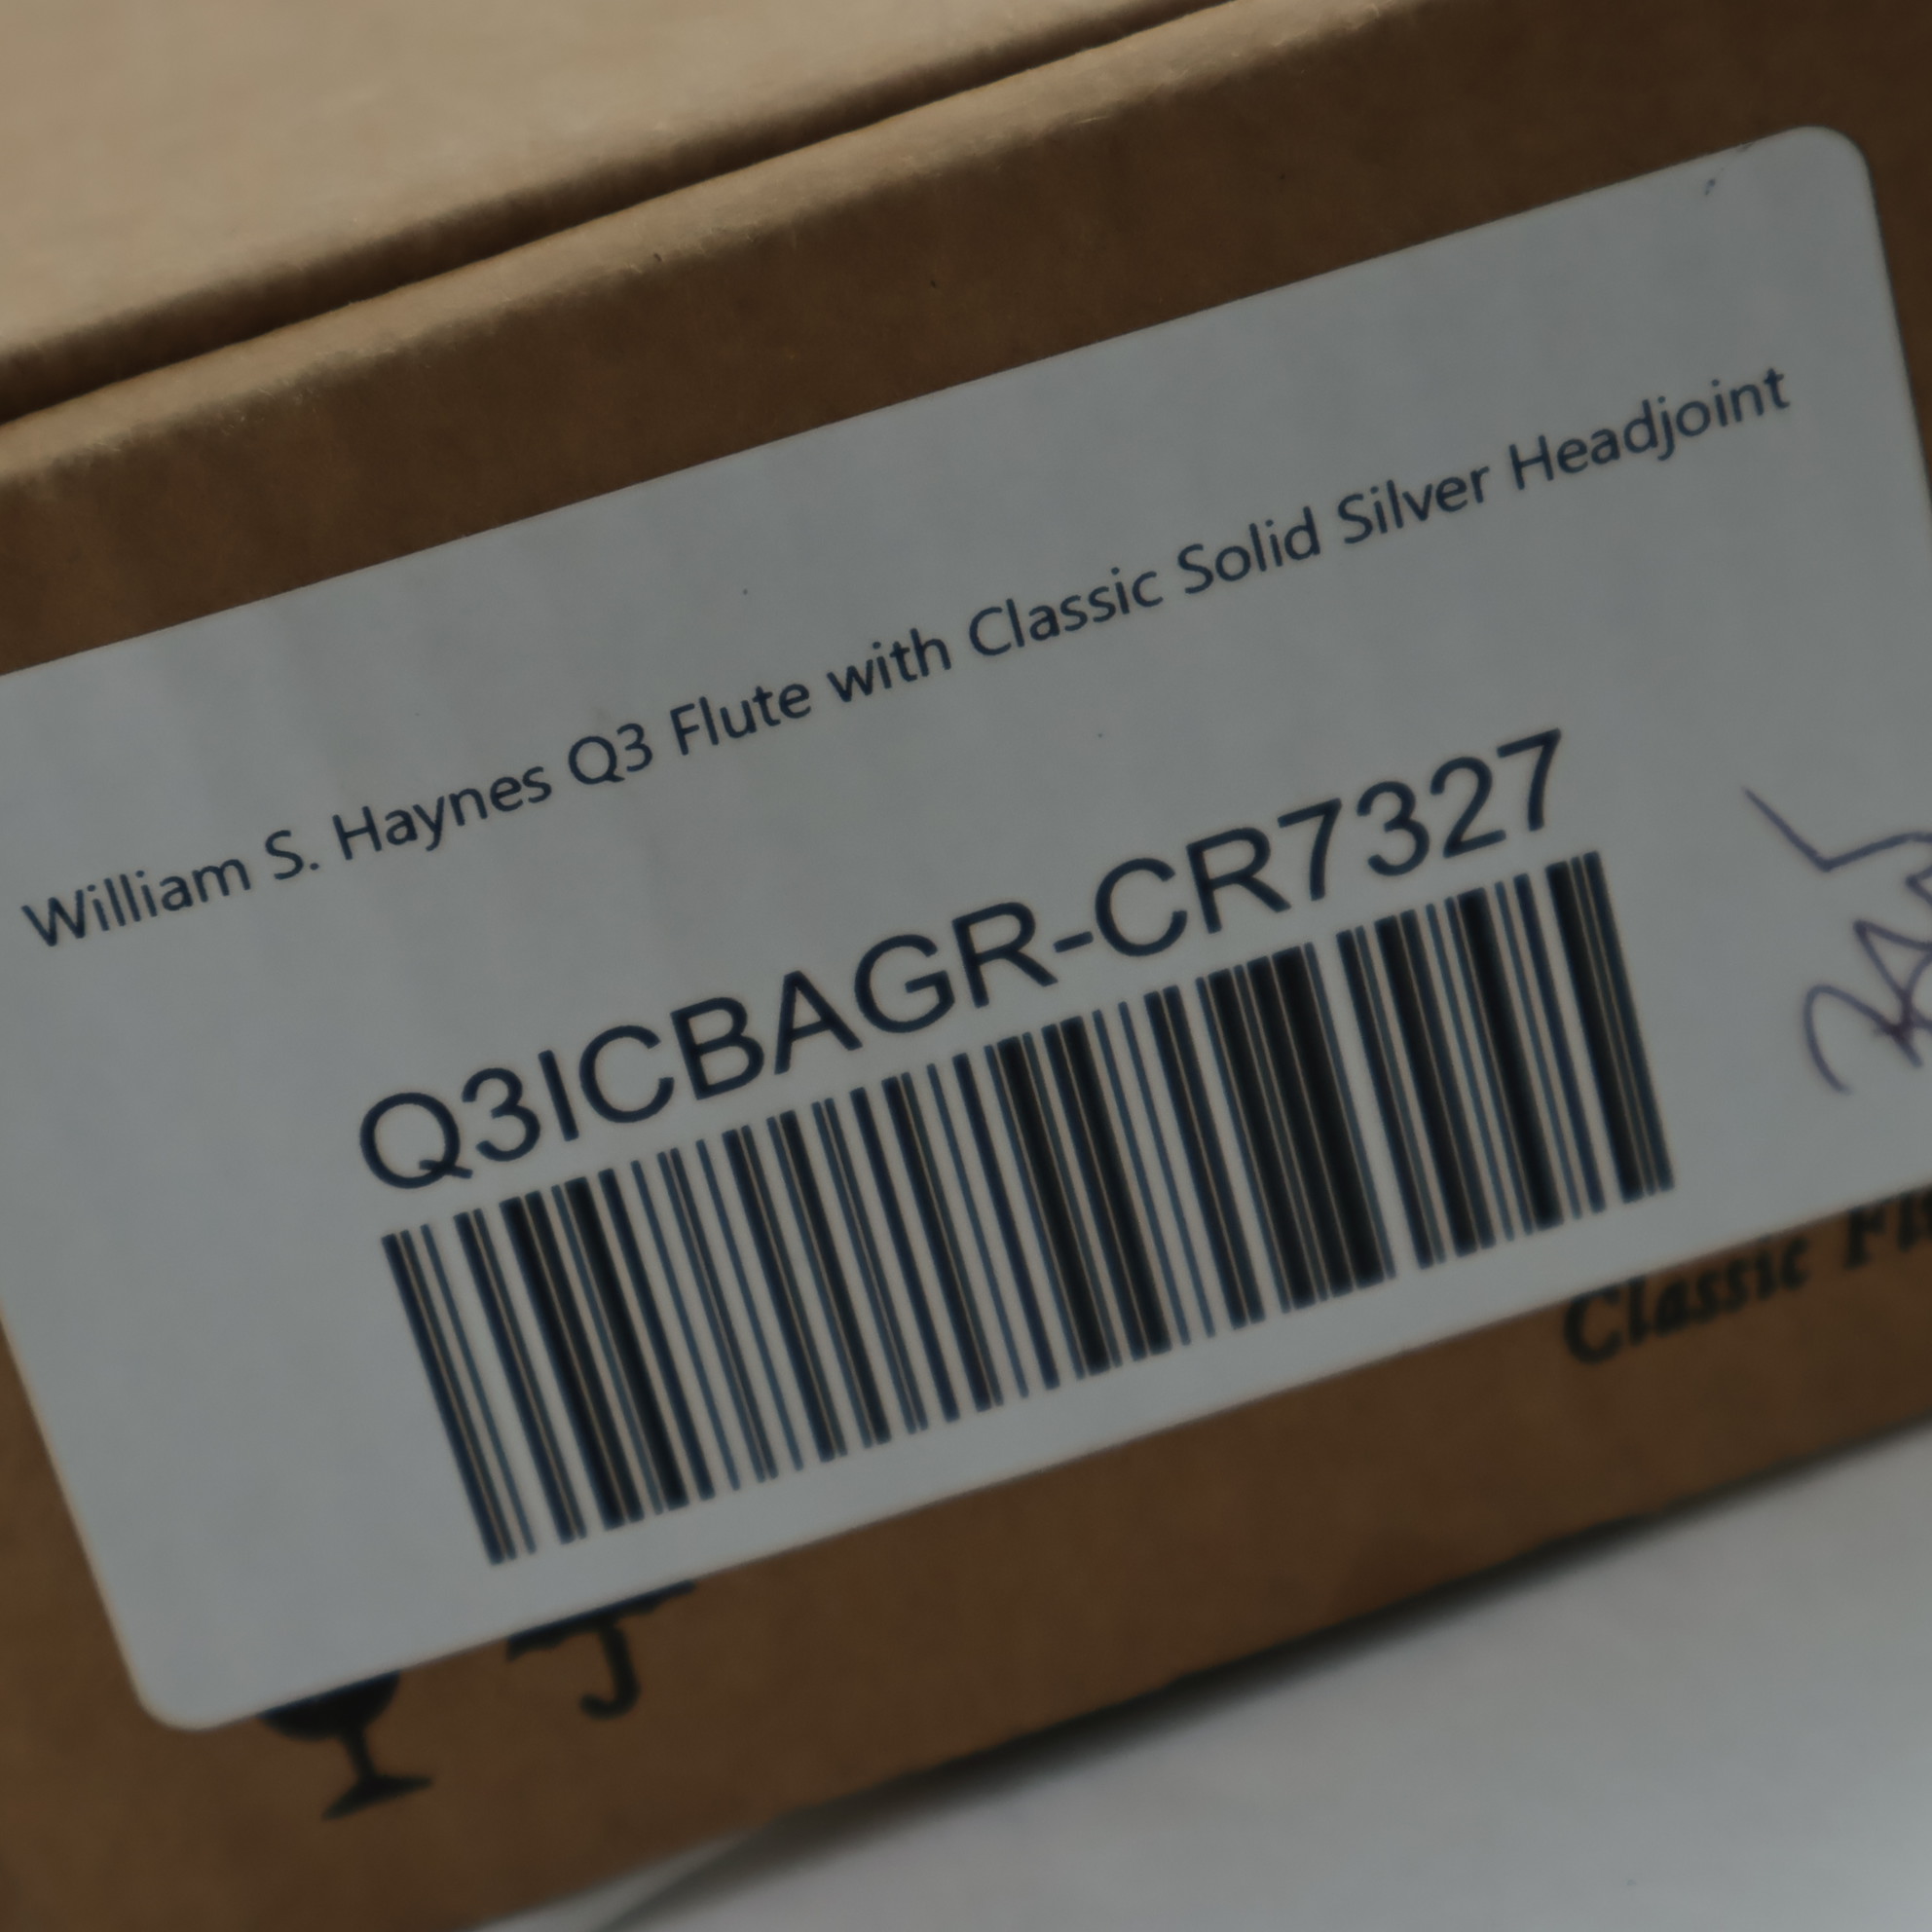 William S. Haynes Q3 Flute with Classic Solid Silver Headjoint
Q3ICBAGR-CR7327
Classic